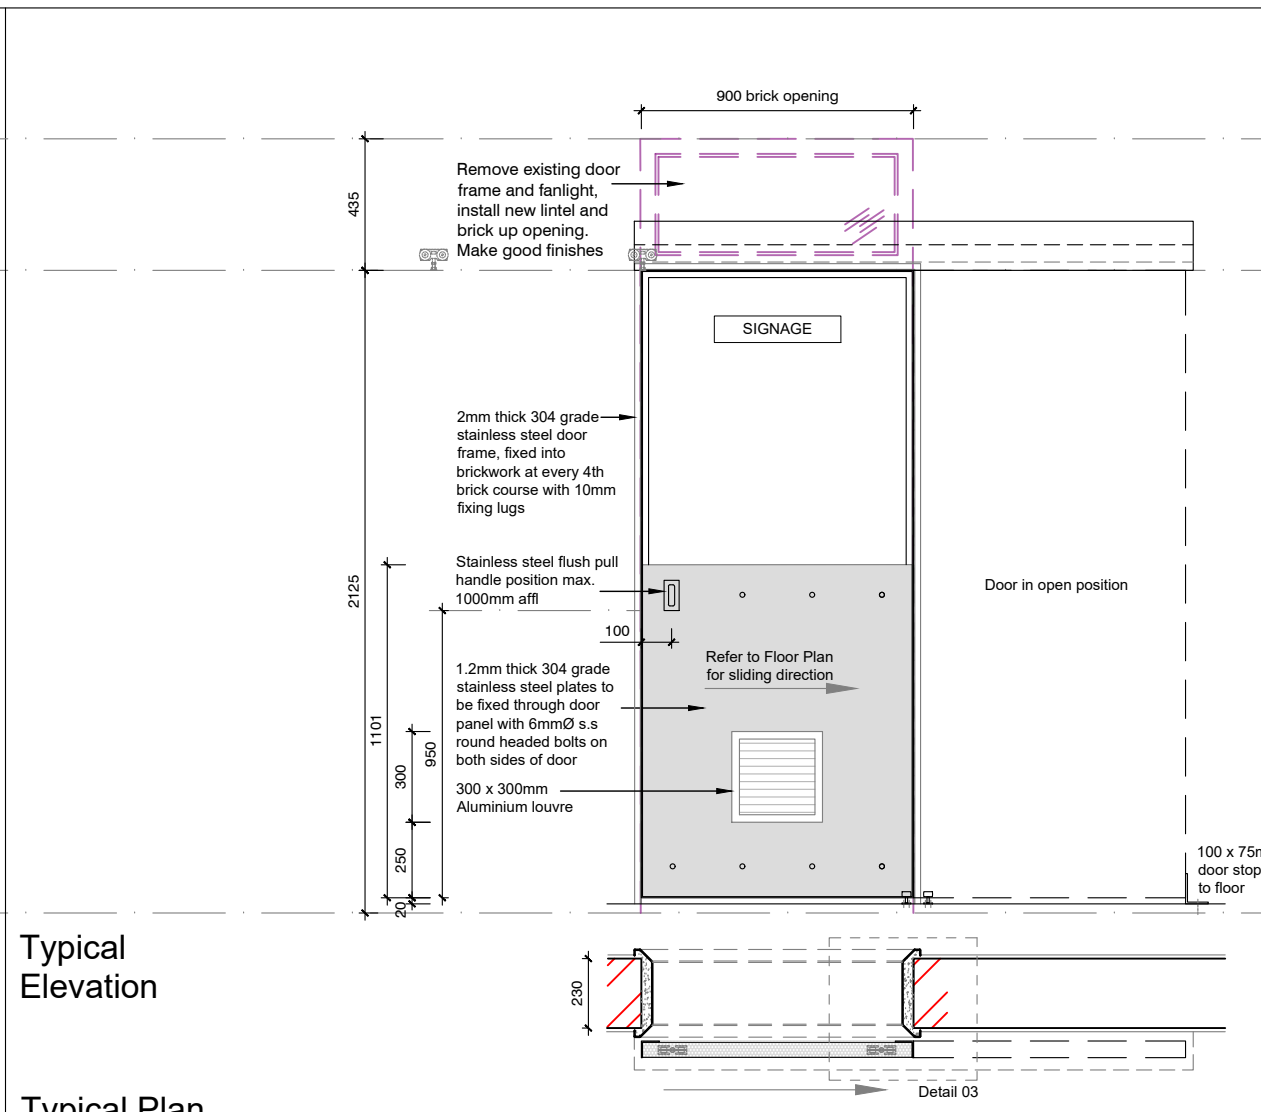 900 brick opening
Remove existing door
frame and fanlight,
install new lintel and
brick up opening.
Make good finishes
435
SIGNAGE
2mm thick 304 grade
stainless steel door
frame, fixed into
brickwork at every 4th
brick course with 10mm
fixing lugs
Stainless steel flush pull
handle position max.
1000mm affl
2125
Door in open position
100
Refer to Floor Plan
for sliding direction
1.2mm thick 304 grade
stainless steel plates to
be fixed through door
panel with 6mmØ s.s
round headed bolts on
both sides of door
1101
300
950
300 x 300mm
Aluminium louvre
250
20
100 x 75m
door stop
to floor
Typical
Elevation
230
Detail 03
Typical Plan